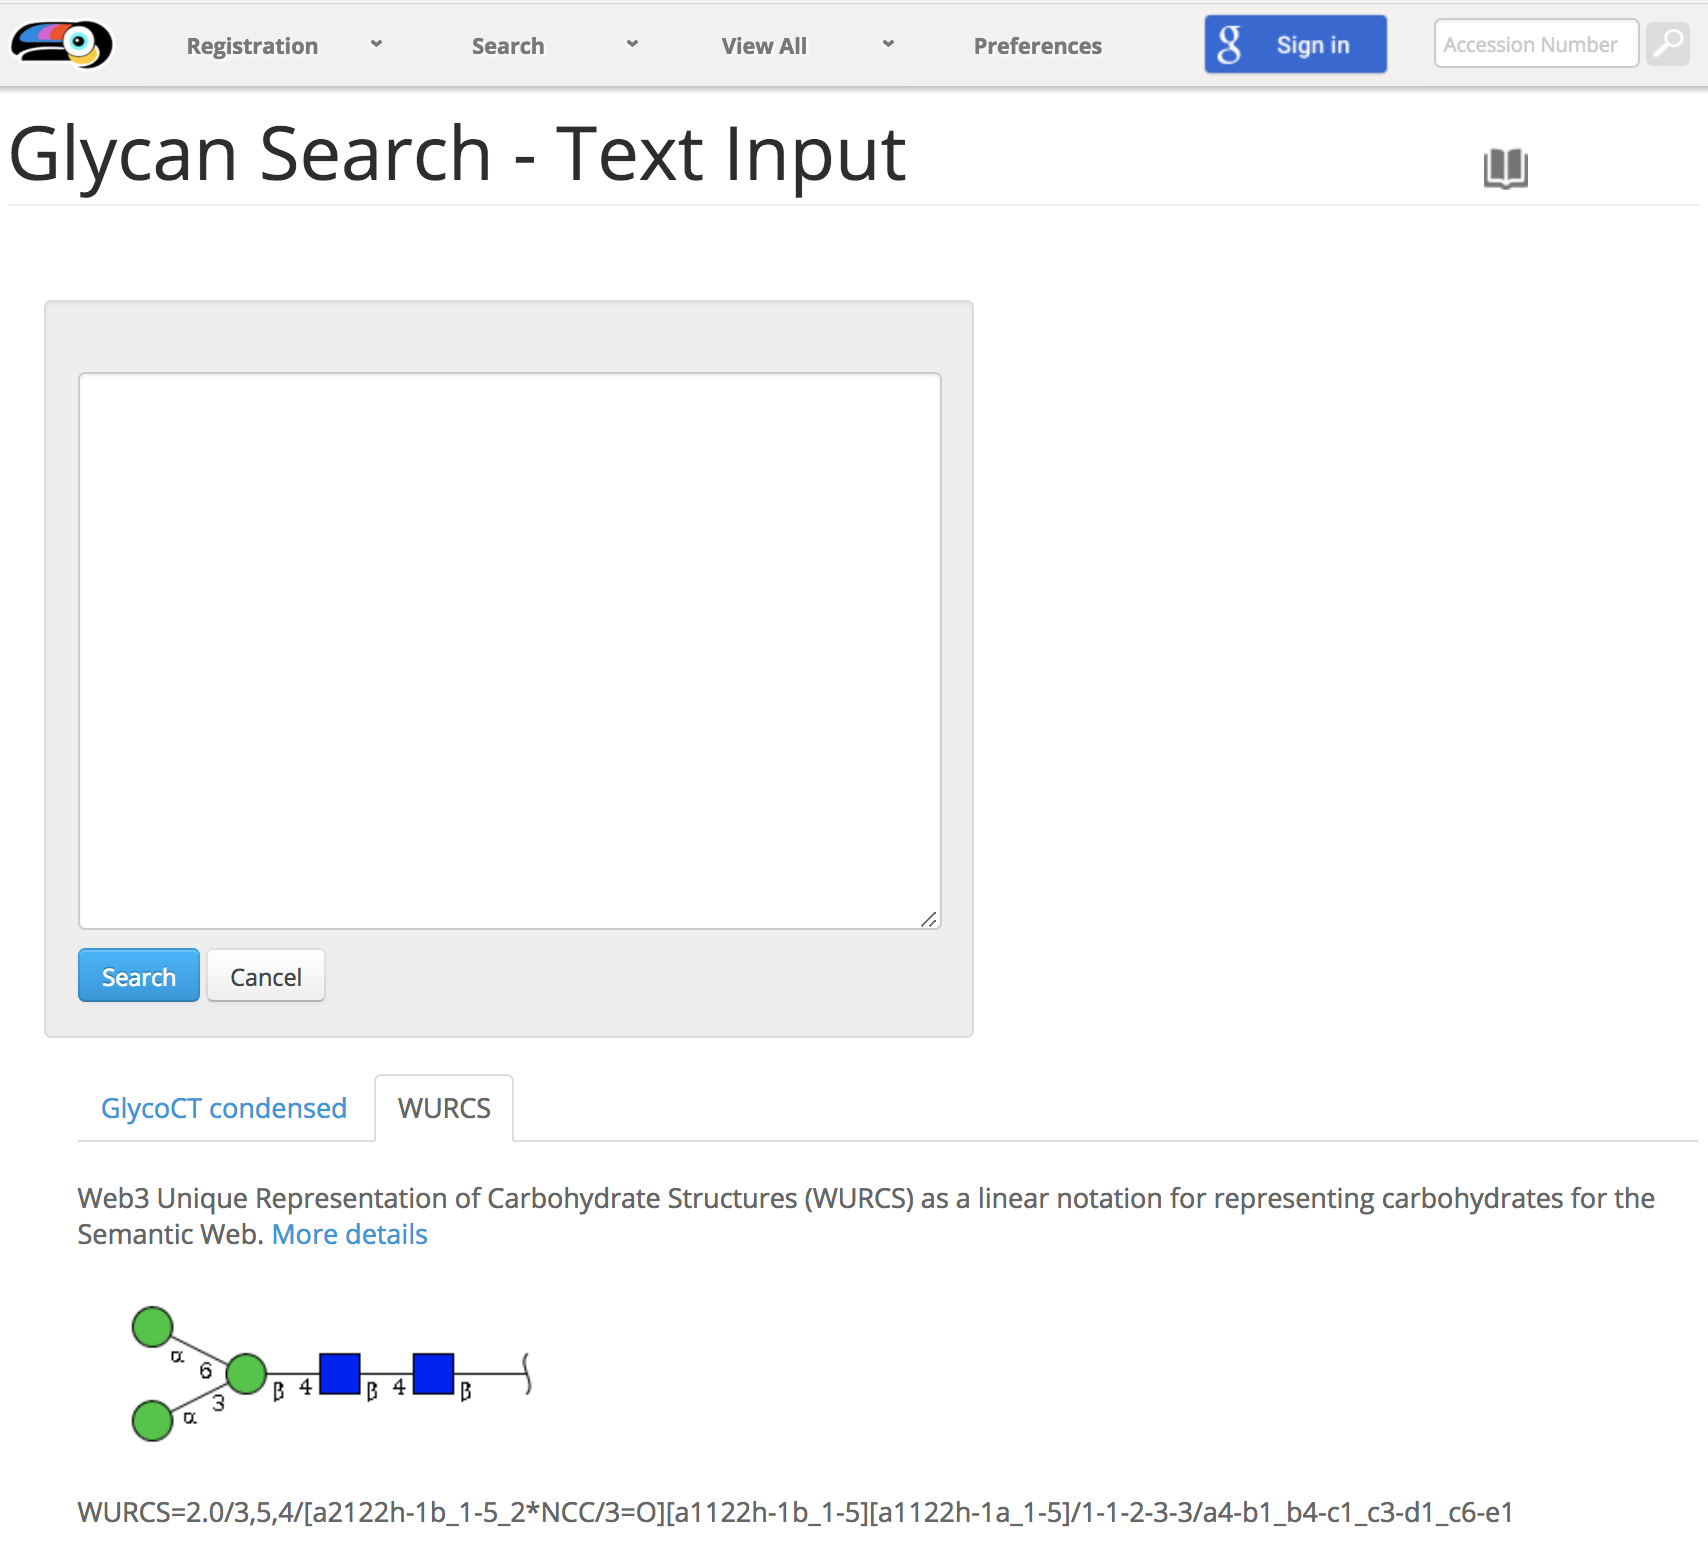 Registration Search View All Preferences g Sign in Accession Number
Glycan Search - Text Input
Search Cancel
GlycoCT condensed WURCS
Web3 Unique Representation of Carbohydrate Structures (WURCS) as a linear notation for representing carbohydrates for the
Semantic Web. More details
α 6
β 4 β 4 β
α 3
WURCS=2.0/3,5,4/[a2122h-1b_1-5_2*NCC/3=O][a1122h-1b_1-5][a1122h-1a_1-5]/1-1-2-3-3/a4-b1_b4-c1_c3-d1_c6-e1